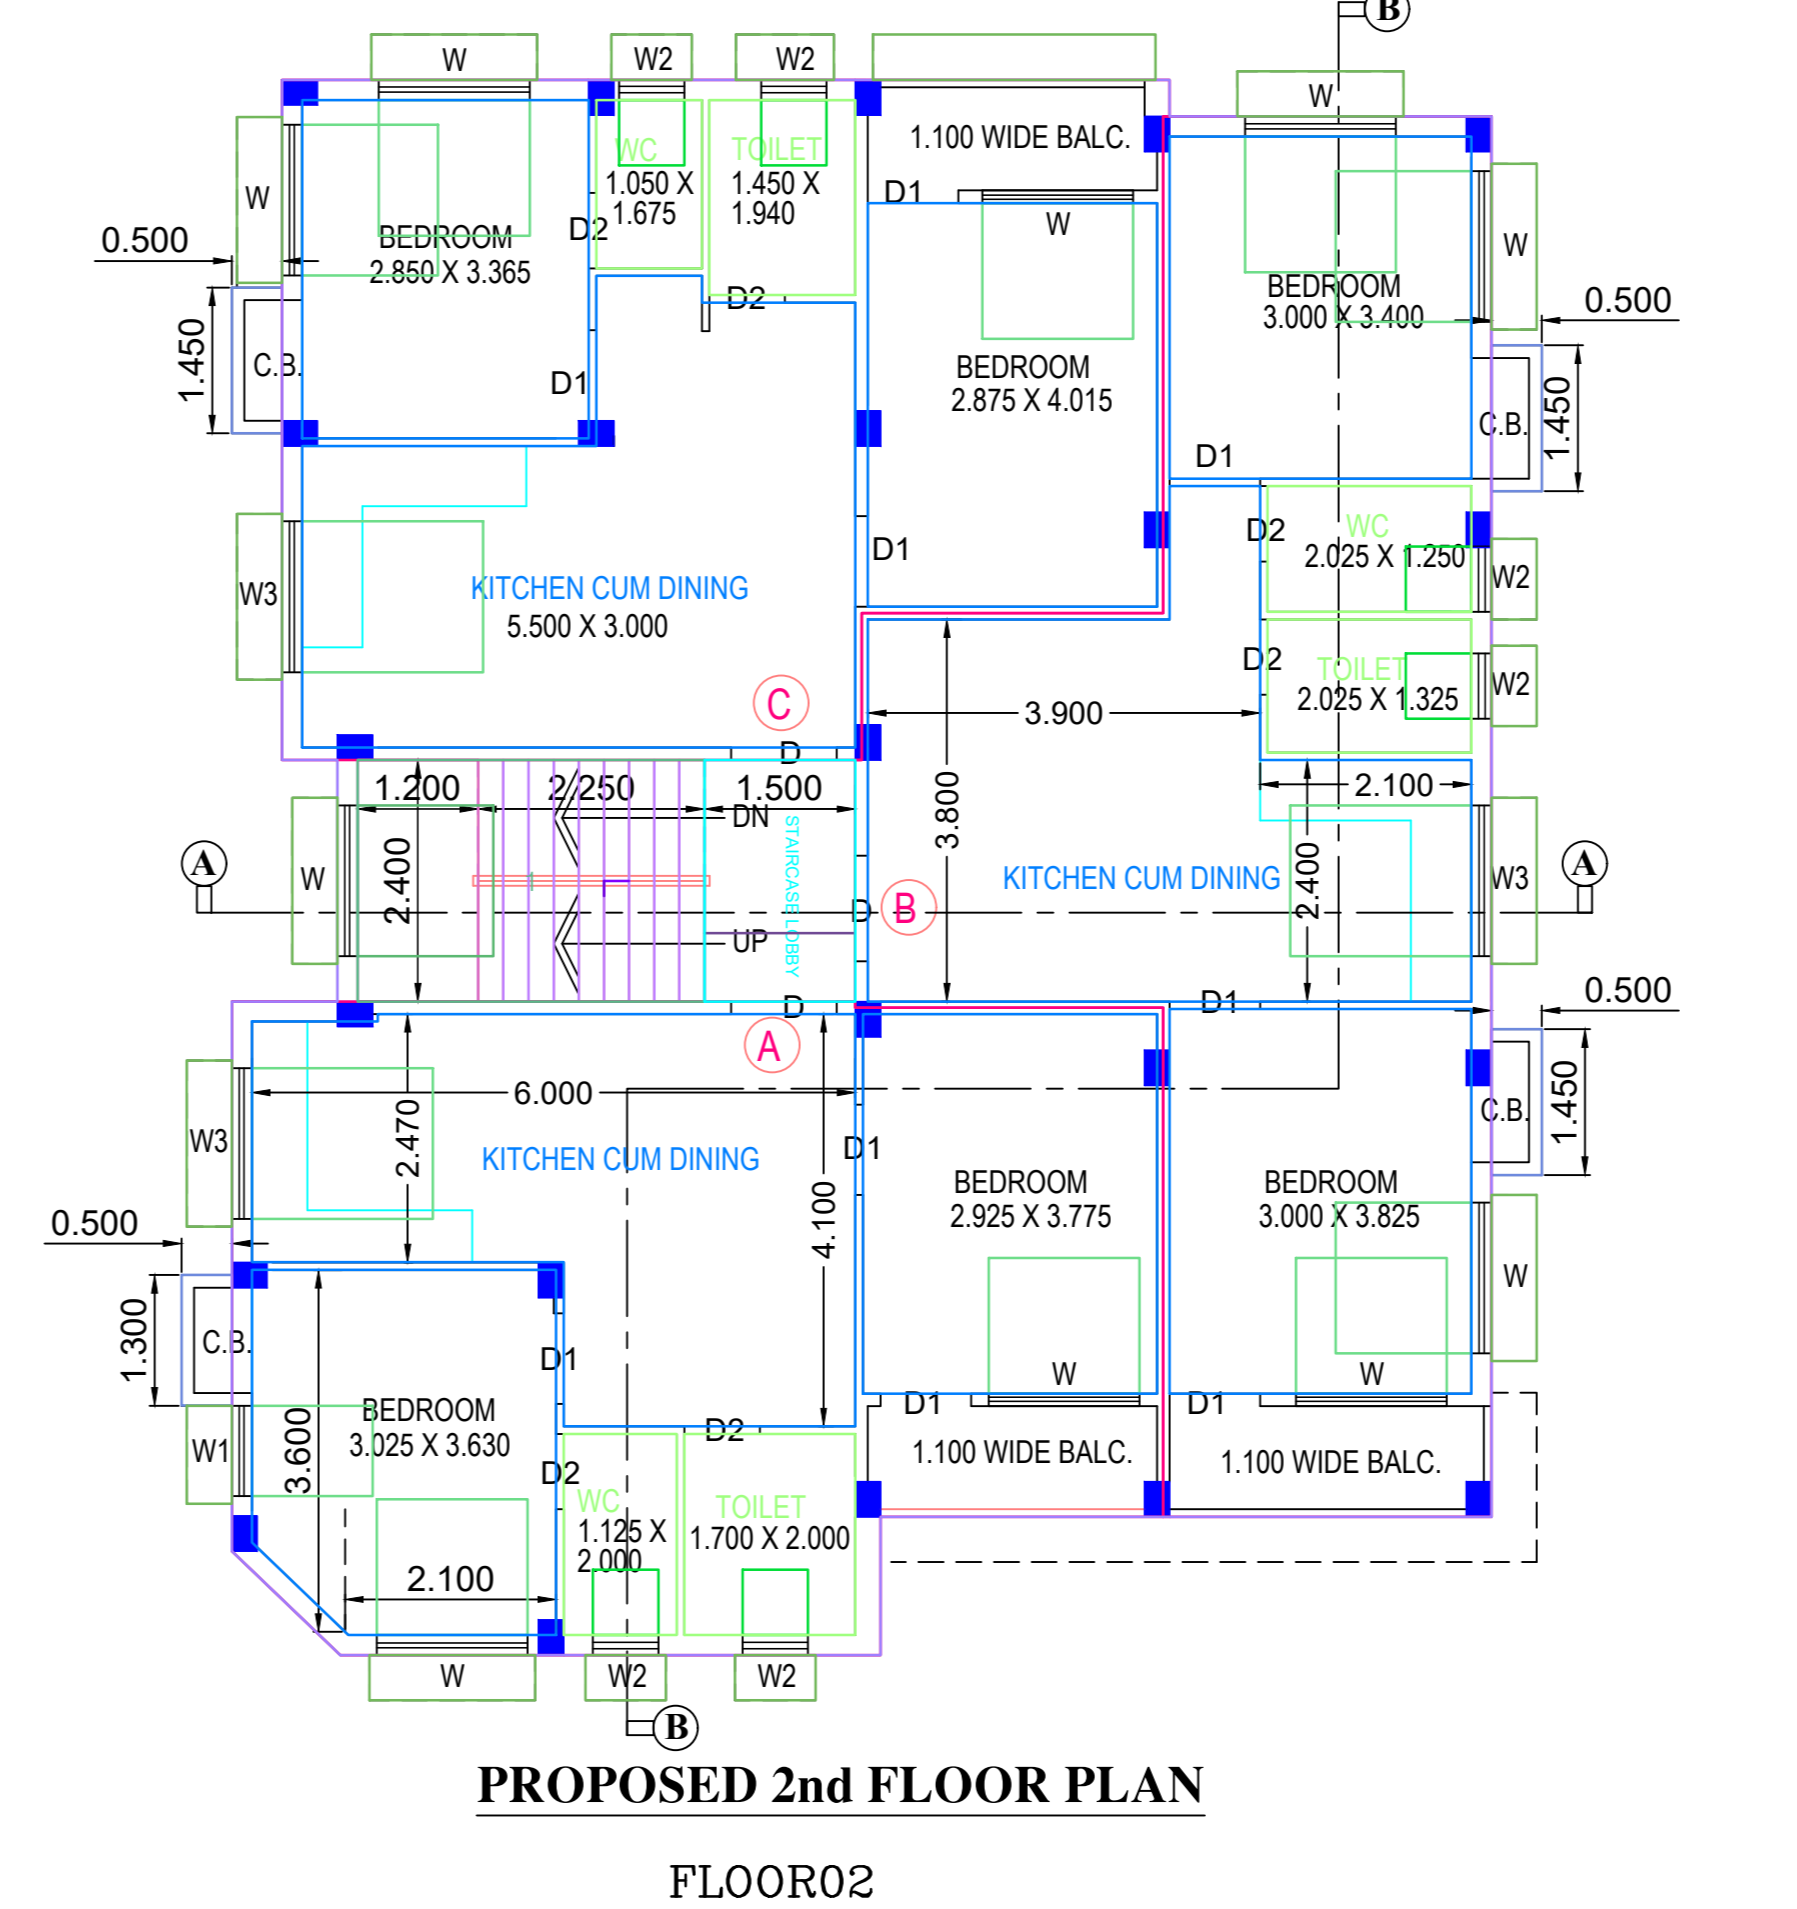 B
W
W2
W2
W
WC
TOILET
1.100 WIDE BALC.
1.050 X
1.675
1.450 X
1.940
D1
W
D2
W
W
0.500
BEDROOM
2.850 X 3.365
D2
BEDROOM
3.000 X 3.400
0.500
1.450
C.B.
D1
BEDROOM
2.875 X 4.015
1.450
C.B.
D1
WC
2.025 X 1.250
D2
W2
D1
W3
KITCHEN CUM DINING
5.500 X 3.000
D2
TOILET
2.025 X 1.325
W2
C
3.900
D
1.200
2.250
1.500
DN
2.100
3.800
STAIRCASE LOBBY
A
W
2.400
KITCHEN CUM DINING
2.400
W3
A
D
B
UP
D
D1
0.500
A
6.000
2.470
W3
KITCHEN CUM DINING
D1
C.B.
1.450
4.100
BEDROOM
2.925 X 3.775
BEDROOM
3.000 X 3.825
0.500
W
1.300
C.B.
D1
W
W
D1
D1
BEDROOM
3.025 X 3.630
3.600
W1
D2
D2
1.100 WIDE BALC.
1.100 WIDE BALC.
WC
1.125 X
2.000
TOILET
1.700 X 2.000
2.100
W
W2
W2
B
PROPOSED 2nd FLOOR PLAN
FLOOR02